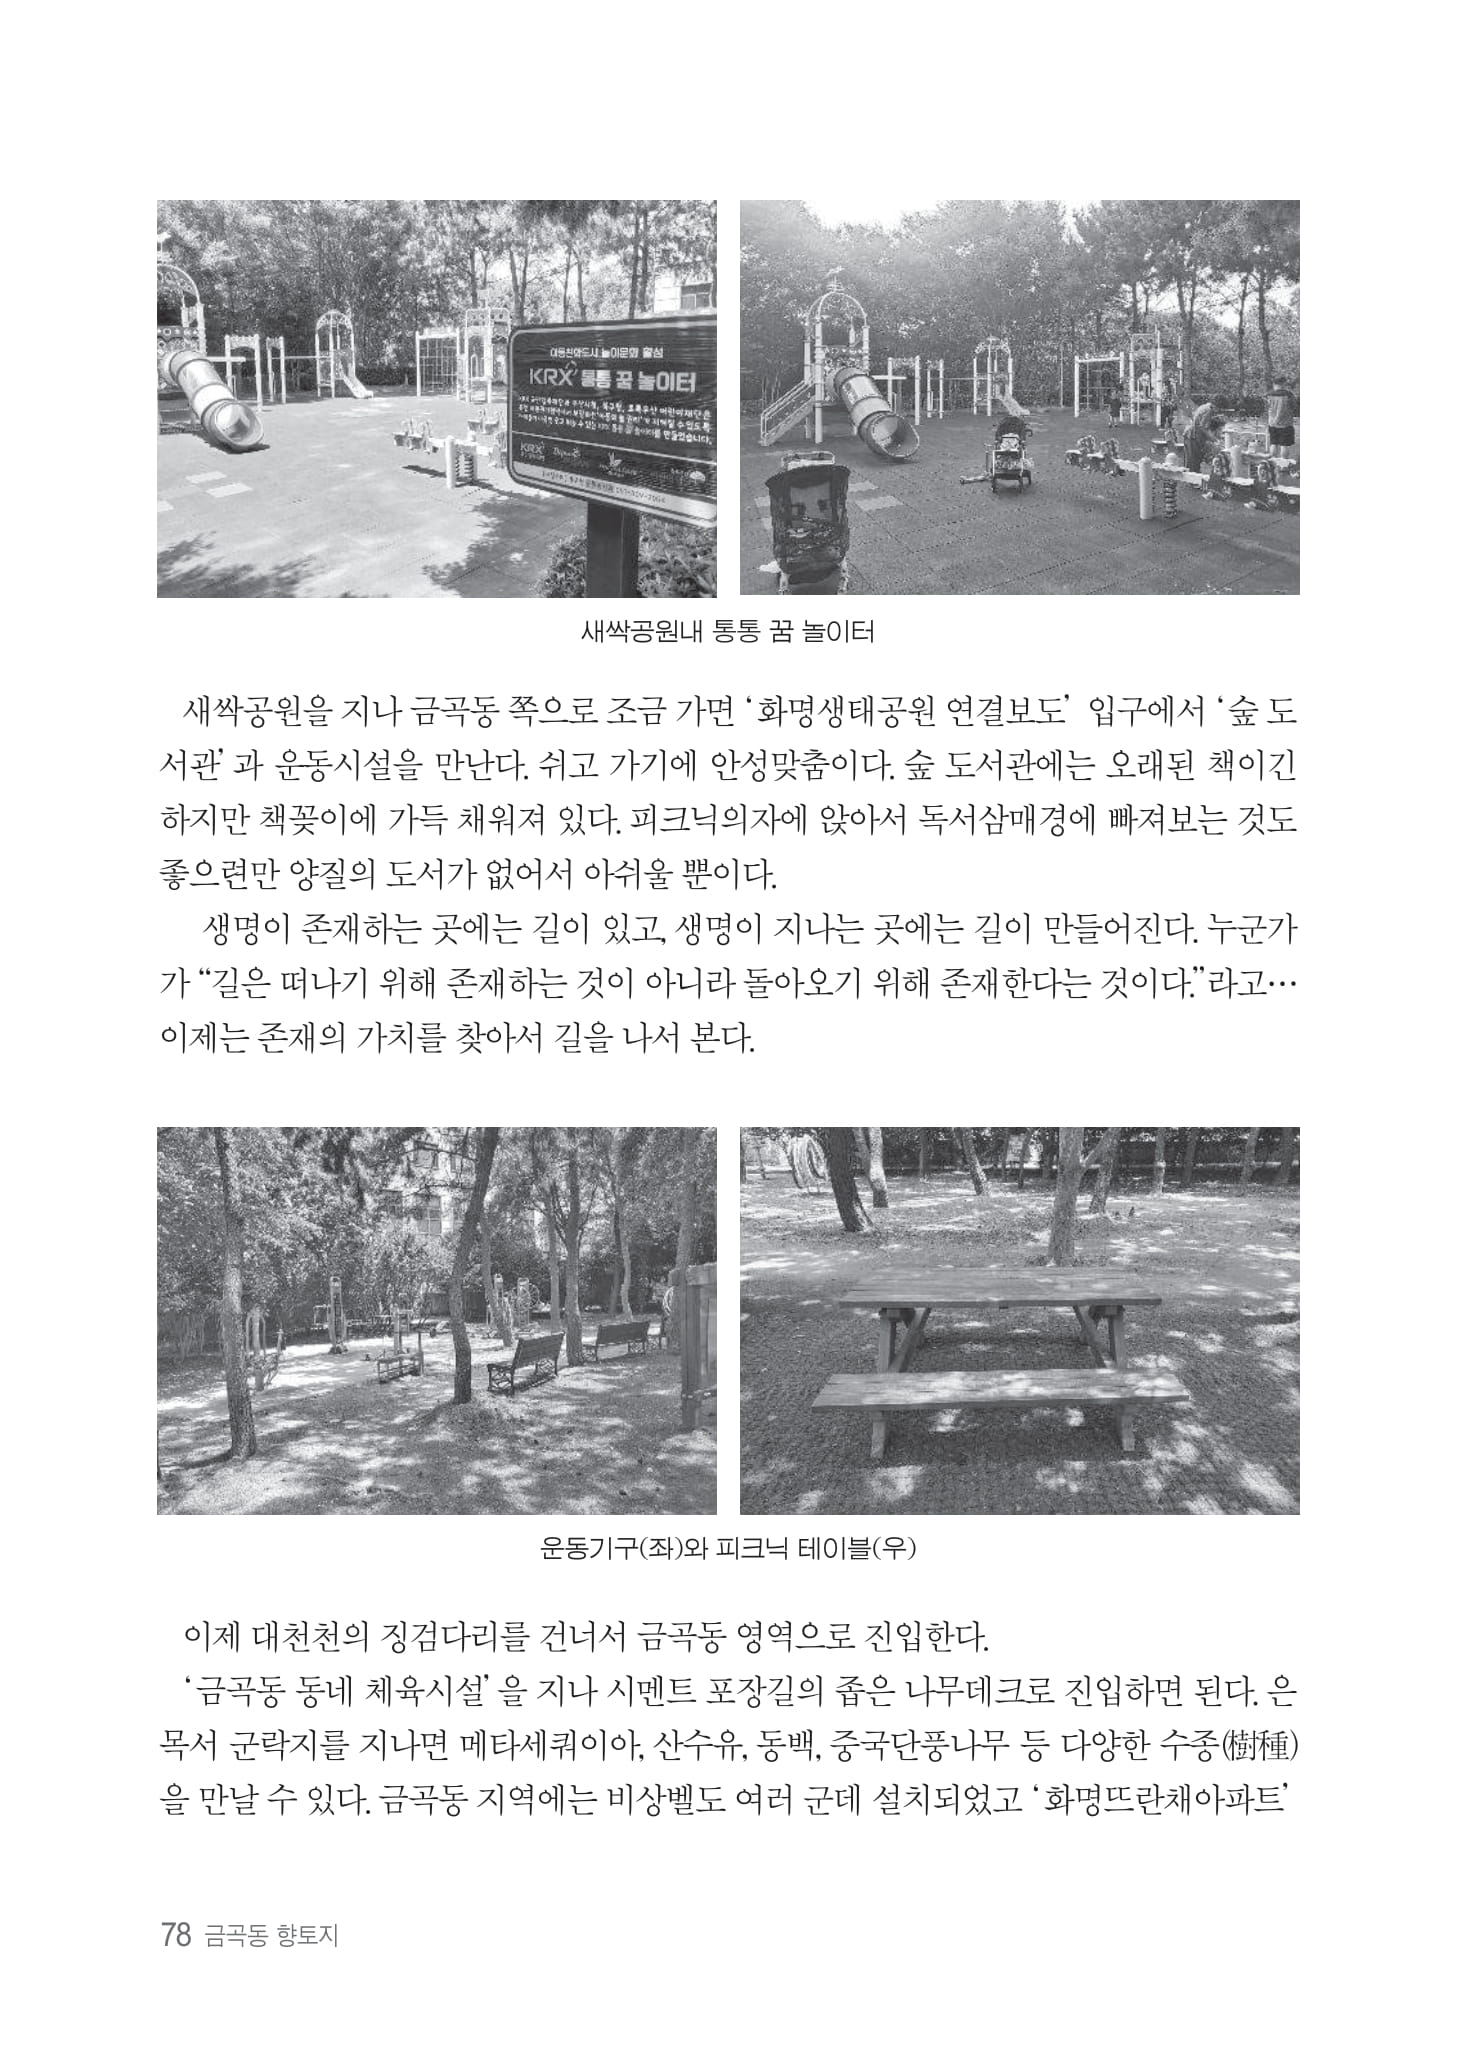 아동친화도시 놀이문화 활성
KRX 통통 꿈 놀이터
새싹공원내 통통 꿈 놀이터
새싹공원을 지나 금곡동 쪽으로 조금 가면 ‘화명생태공원 연결보도’ 입구에서 ‘숲 도
서관’과 운동시설을 만난다. 쉬고 가기에 안성맞춤이다. 숲 도서관에는 오래된 책이긴
하지만 책꽂이에 가득 채워져 있다. 피크닉의자에 앉아서 독서삼매경에 빠져보는 것도
좋으련만 양질의 도서가 없어서 아쉬울 뿐이다.
생명이 존재하는 곳에는 길이 있고, 생명이 지나는 곳에는 길이 만들어진다. 누군가
가 “길은 떠나기 위해 존재하는 것이 아니라 돌아오기 위해 존재한다는 것이다.”라고…
이제는 존재의 가치를 찾아서 길을 나서 본다.
운동기구(좌)와 피크닉 테이블(우)
이제 대천천의 징검다리를 건너서 금곡동 영역으로 진입한다.
‘금곡동 동네 체육시설’을 지나 시멘트 포장길의 좁은 나무데크로 진입하면 된다. 은
목서 군락지를 지나면 메타세쿼이아, 산수유, 동백, 중국단풍나무 등 다양한 수종(樹種)
을 만날 수 있다. 금곡동 지역에는 비상벨도 여러 군데 설치되었고 ‘화명뜨란채아파트’
78 금곡동 향토지